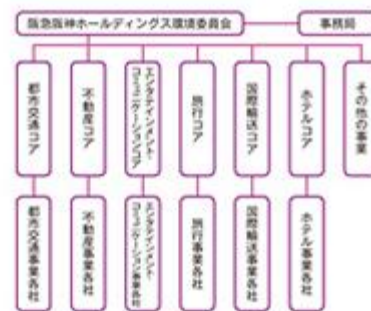 阪急阪神ホールディングス環境委員会
事務局
都市交通コア
不動産コア
エンタテインメント・
コミュニケーションコア
旅行コア
国際輸送コア
ホテルコア
その他の事業
都市交通事業各社
不動産事業各社
エンタテインメント・
コミュニケーション事業各社
旅行事業各社
国際輸送事業各社
ホテル事業各社